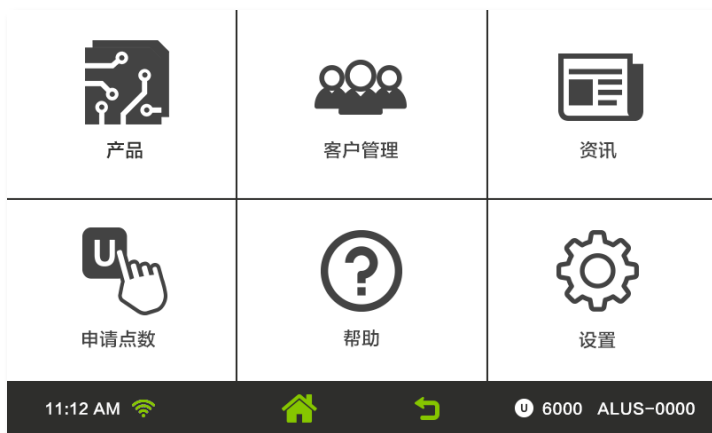 产品
客户管理
资讯
U
申请点数
?
帮助
设置
11:12 AM
U 6000 ALUS-0000